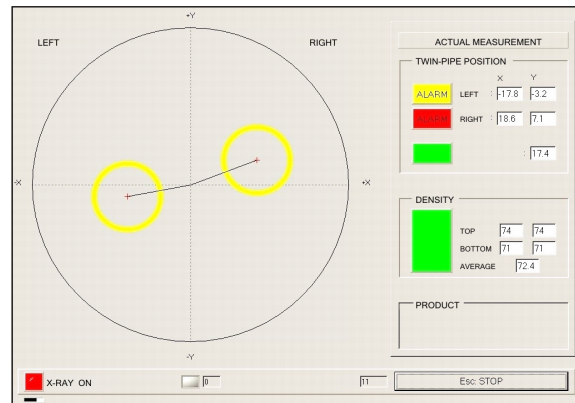 +Y
LEFT
RIGHT
-X
+X
-Y
ACTUAL MEASUREMENT
TWIN-PIPE POSITION
X Y
ALARM LEFT : -17.8 -3.2
ALARM RIGHT : 18.6 7.1
: 17.4
DENSITY
TOP 74 74
BOTTOM 71 71
AVERAGE 72.4
PRODUCT
X-RAY ON 0 11 Esc: STOP